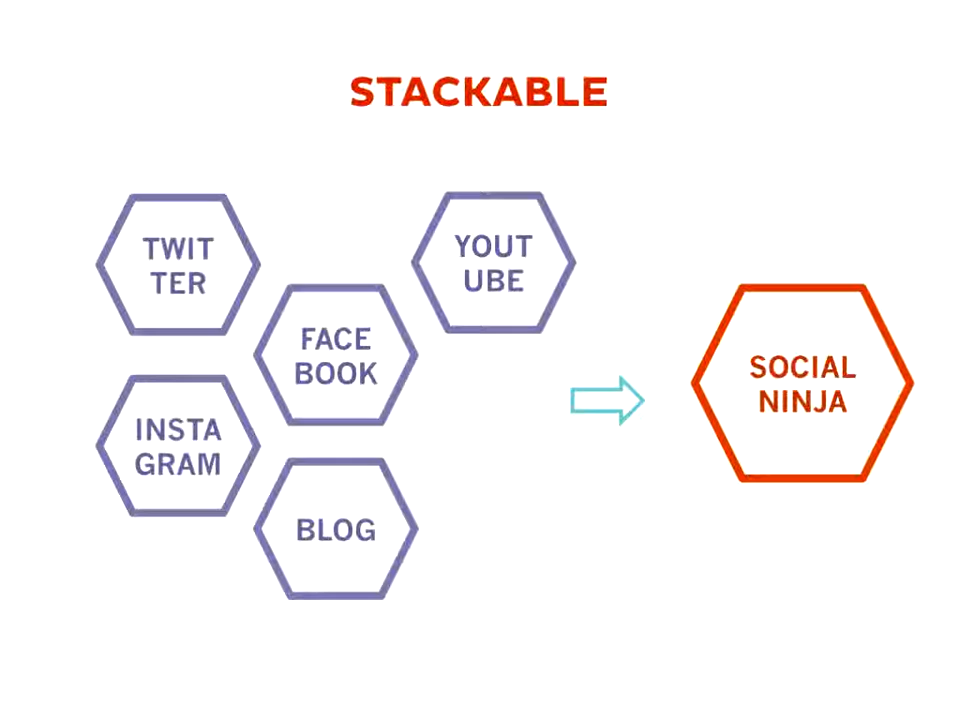 STACKABLE
TWIT
TER
YOUT
UBE
FACE
BOOK
INSTA
GRAM
BLOG
SOCIAL
NINJA